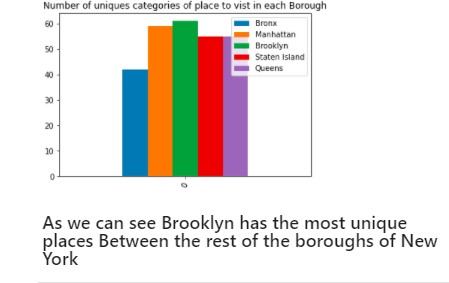 Number of uniques categories of place to vist in each Borough
60
50
40
30
20
10
0
0
Bronx
Manhattan
Brooklyn
Staten Island
Queens
As we can see Brooklyn has the most unique
places Between the rest of the boroughs of New
York